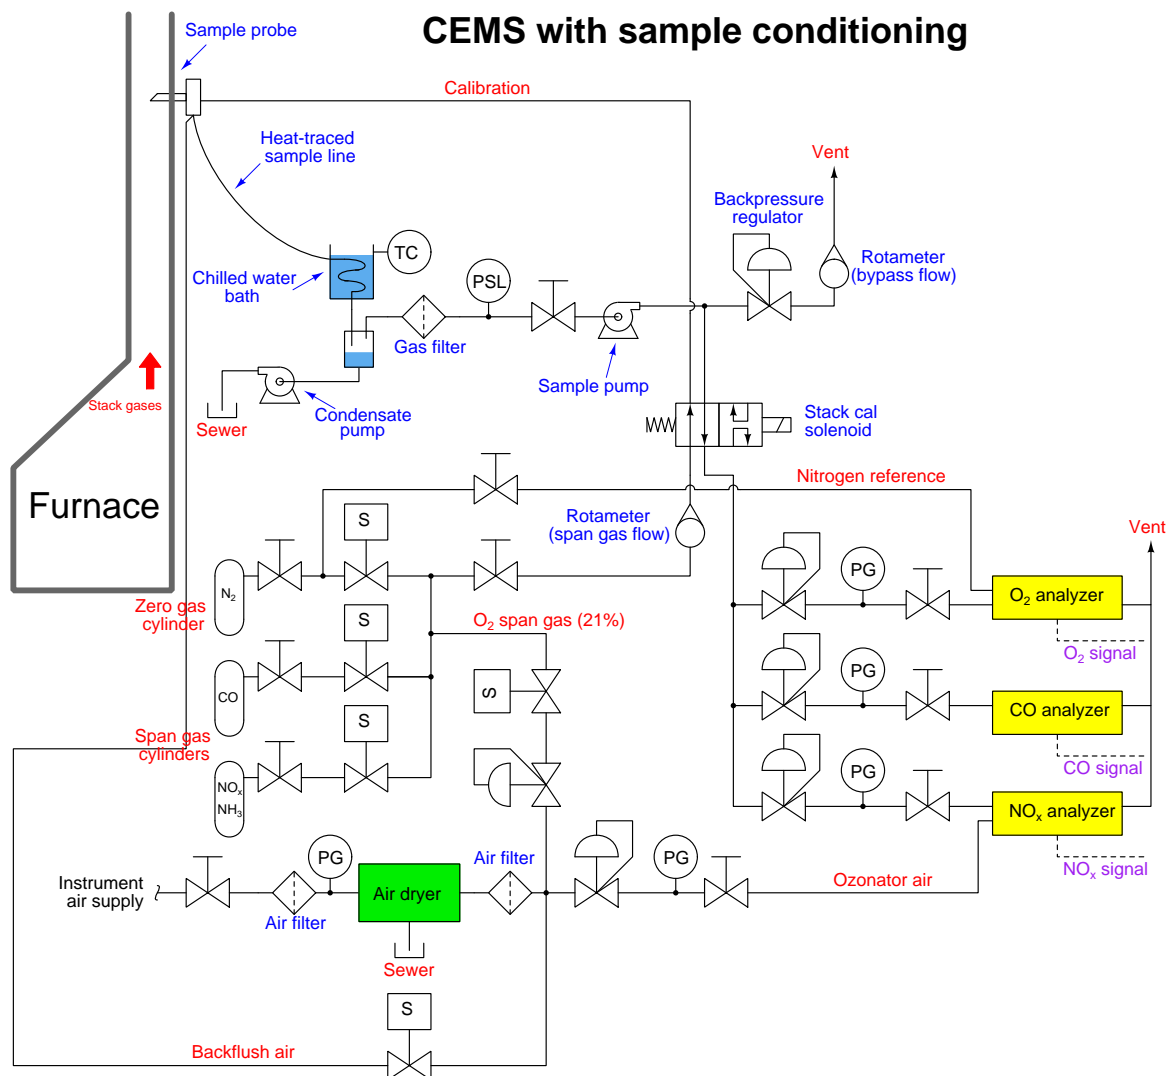 CEMS with sample conditioning
Sample probe
Calibration
Heat-traced
sample line
Vent
Backpressure
regulator
Rotameter
(bypass flow)
TC
Chilled water
bath
PSL
Gas filter
Sample pump
Stack gases
Sewer
Condensate
pump
Stack cal
solenoid
Furnace
Nitrogen reference
S
Rotameter
(span gas flow)
Vent
N₂
Zero gas
cylinder
PG
O₂ analyzer
S
O₂ span gas (21%)
O₂ signal
CO
S
PG
CO analyzer
Span gas
cylinders
S
CO signal
NOₓ
NH₃
PG
NOₓ analyzer
NOₓ signal
Instrument
air supply
Air filter
PG
Air dryer
Air filter
PG
Ozonator air
Sewer
S
Backflush air